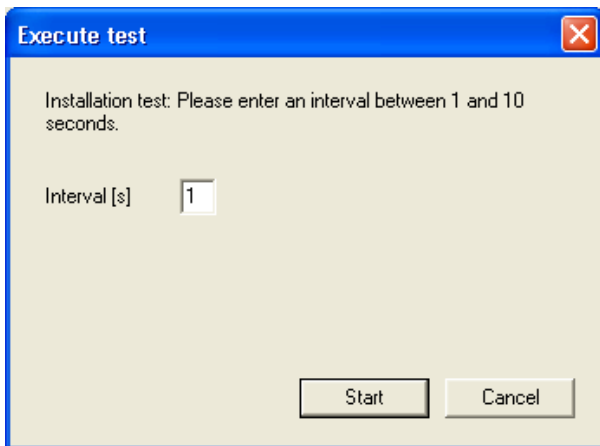 Execute test
Installation test: Please enter an interval between 1 and 10
seconds.
Interval [s] 1
Start Cancel